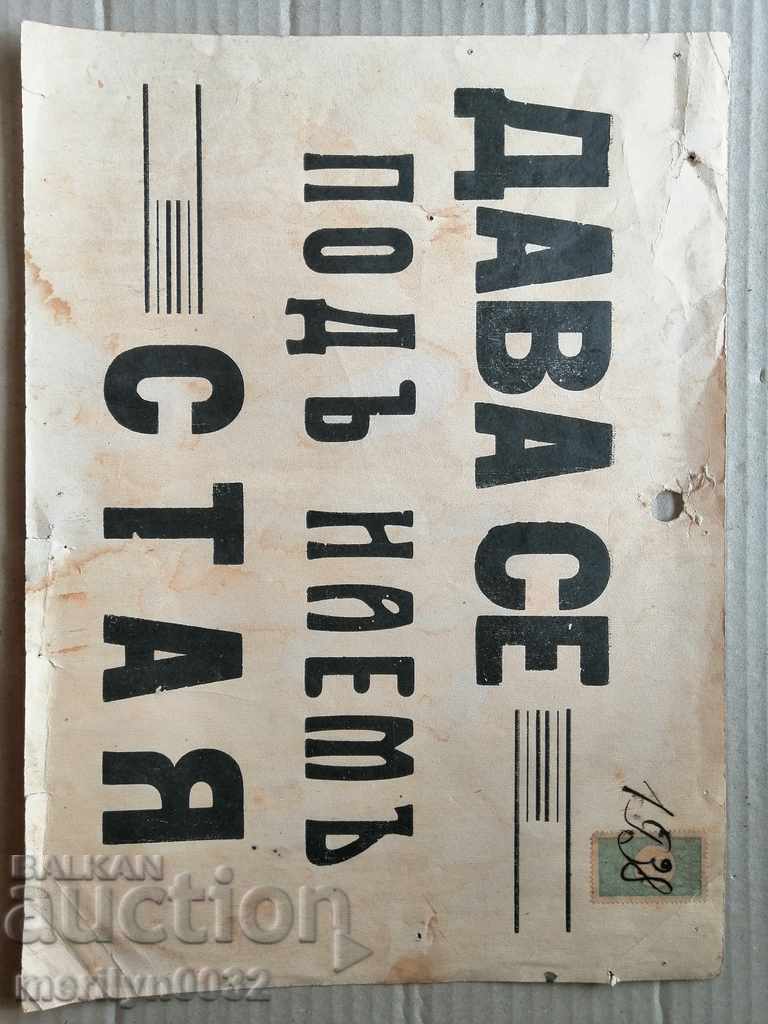 ДАВА СЕ
ПОДЪ НАЕМЪ
СТАЯ
1938
BALKAN
auction
merilyn0032